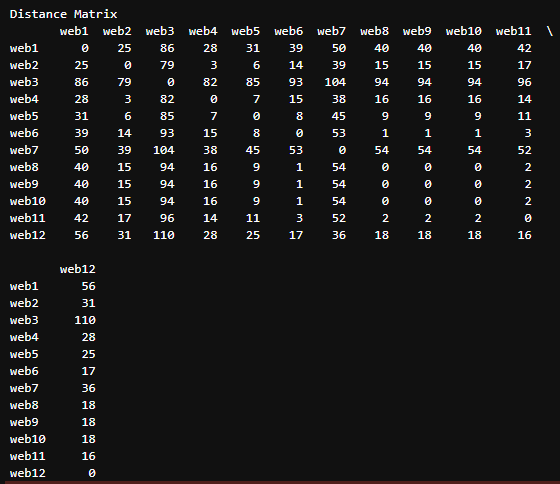 Distance Matrix
web1 web2 web3 web4 web5 web6 web7 web8 web9 web10 web11 \
web1 0 25 86 28 31 39 50 40 40 40 42
web2 25 0 79 3 6 14 39 15 15 15 17
web3 86 79 0 82 85 93 104 94 94 94 96
web4 28 3 82 0 7 15 38 16 16 16 14
web5 31 6 85 7 0 8 45 9 9 9 11
web6 39 14 93 15 8 0 53 1 1 1 3
web7 50 39 104 38 45 53 0 54 54 54 52
web8 40 15 94 16 9 1 54 0 0 0 2
web9 40 15 94 16 9 1 54 0 0 0 2
web10 40 15 94 16 9 1 54 0 0 0 2
web11 42 17 96 14 11 3 52 2 2 2 0
web12 56 31 110 28 25 17 36 18 18 18 16
web12
web1 56
web2 31
web3 110
web4 28
web5 25
web6 17
web7 36
web8 18
web9 18
web10 18
web11 16
web12 0